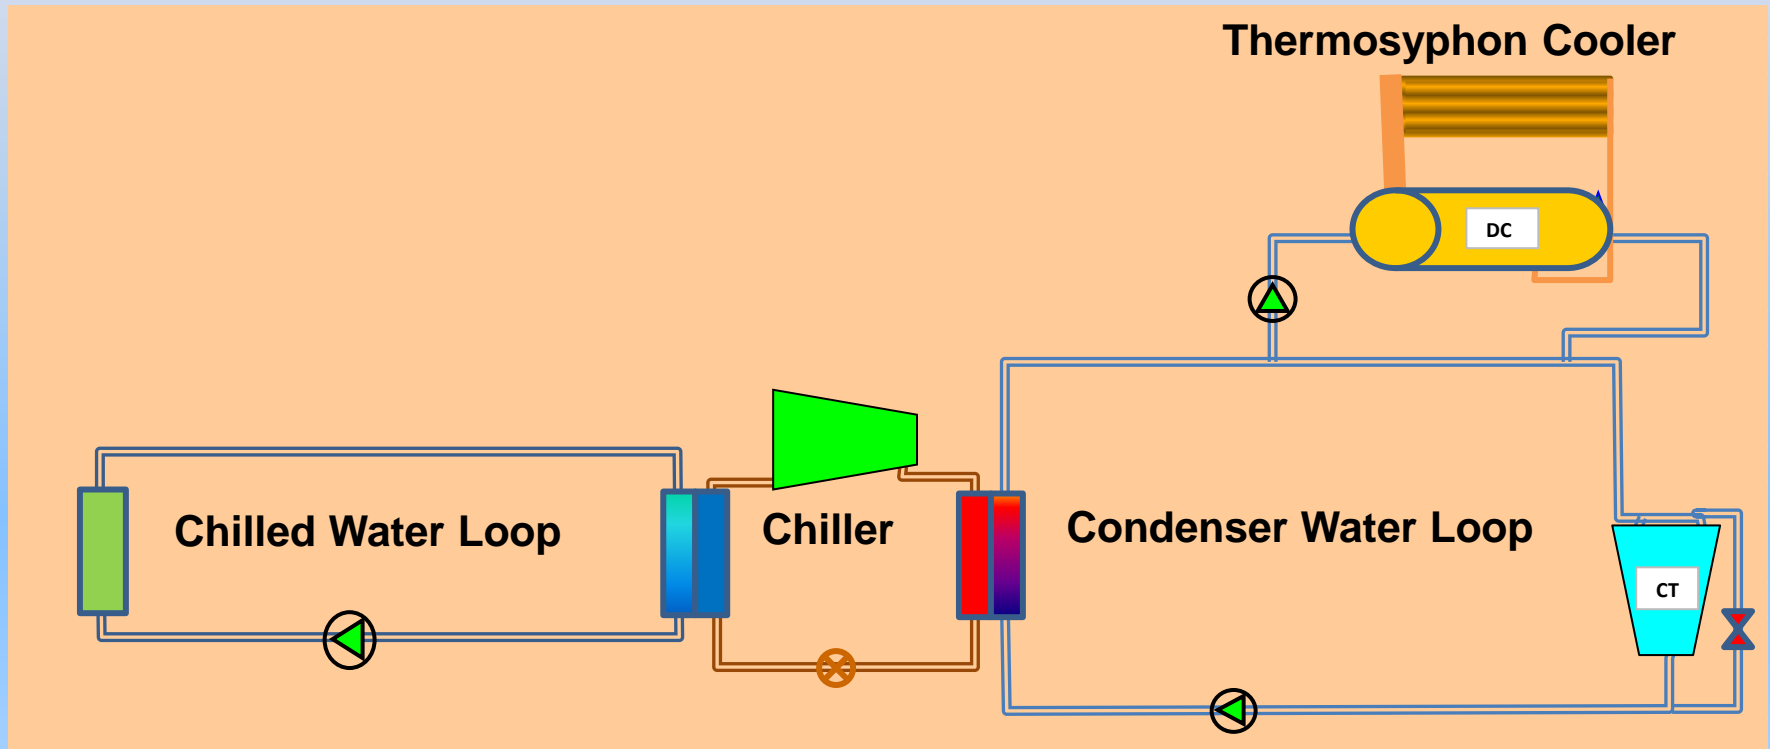 Thermosyphon Cooler
DC
Chilled Water Loop
Chiller
Condenser Water Loop
CT